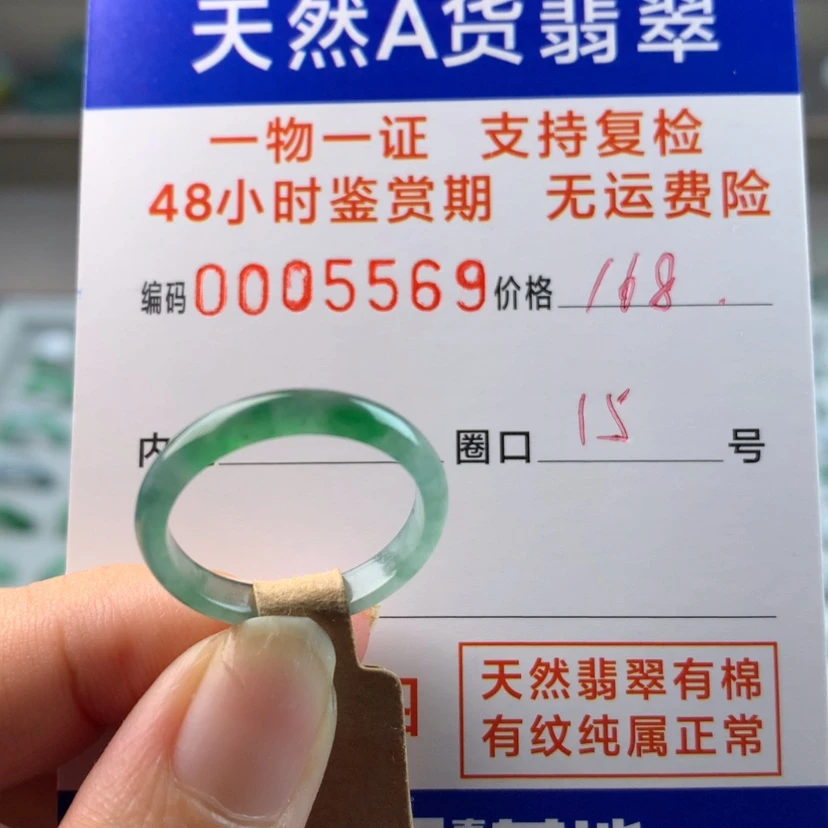 天然A货翡翠
一物一证 支持复检
48小时鉴赏期 无运费险
编码0005569价格168.
内 圈口15号
天然翡翠有棉
有纹纯属正常